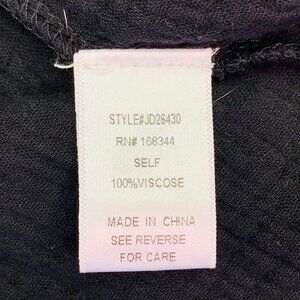 STYLE#JD26430
RN# 168344
SELF
100%VISCOSE
MADE IN CHINA
SEE REVERSE
FOR CARE